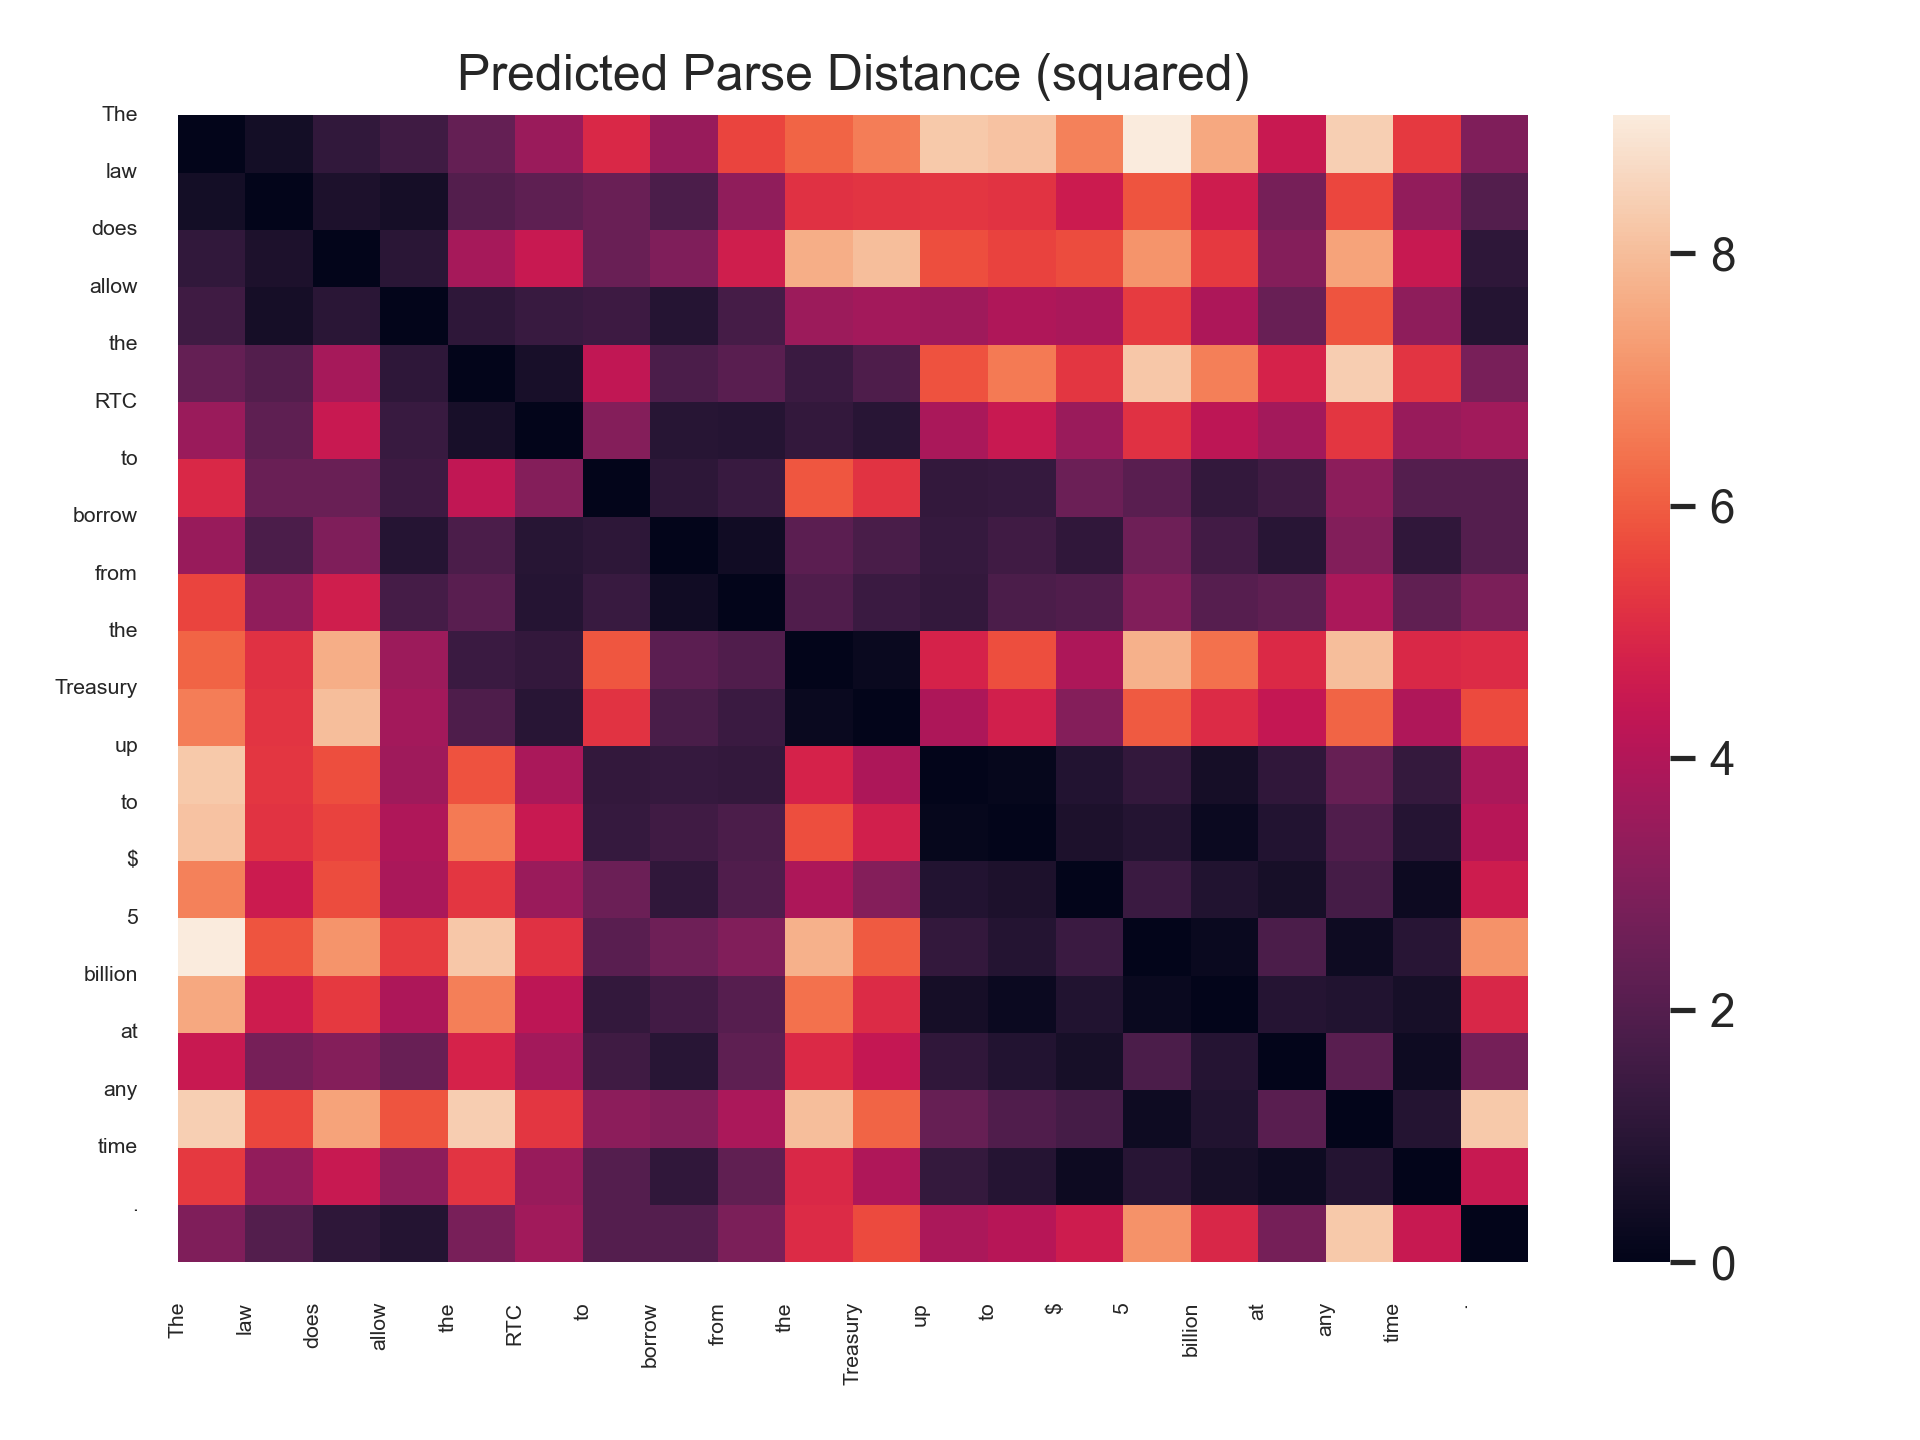 Predicted Parse Distance (squared)
The
law
does
allow
the
RTC
to
borrow
from
the
Treasury
up
to
$
5
billion
at
any
time
.
8
6
4
2
0
The
law
does
allow
the
RTC
to
borrow
from
the
Treasury
up
to
$
5
billion
at
any
time
.